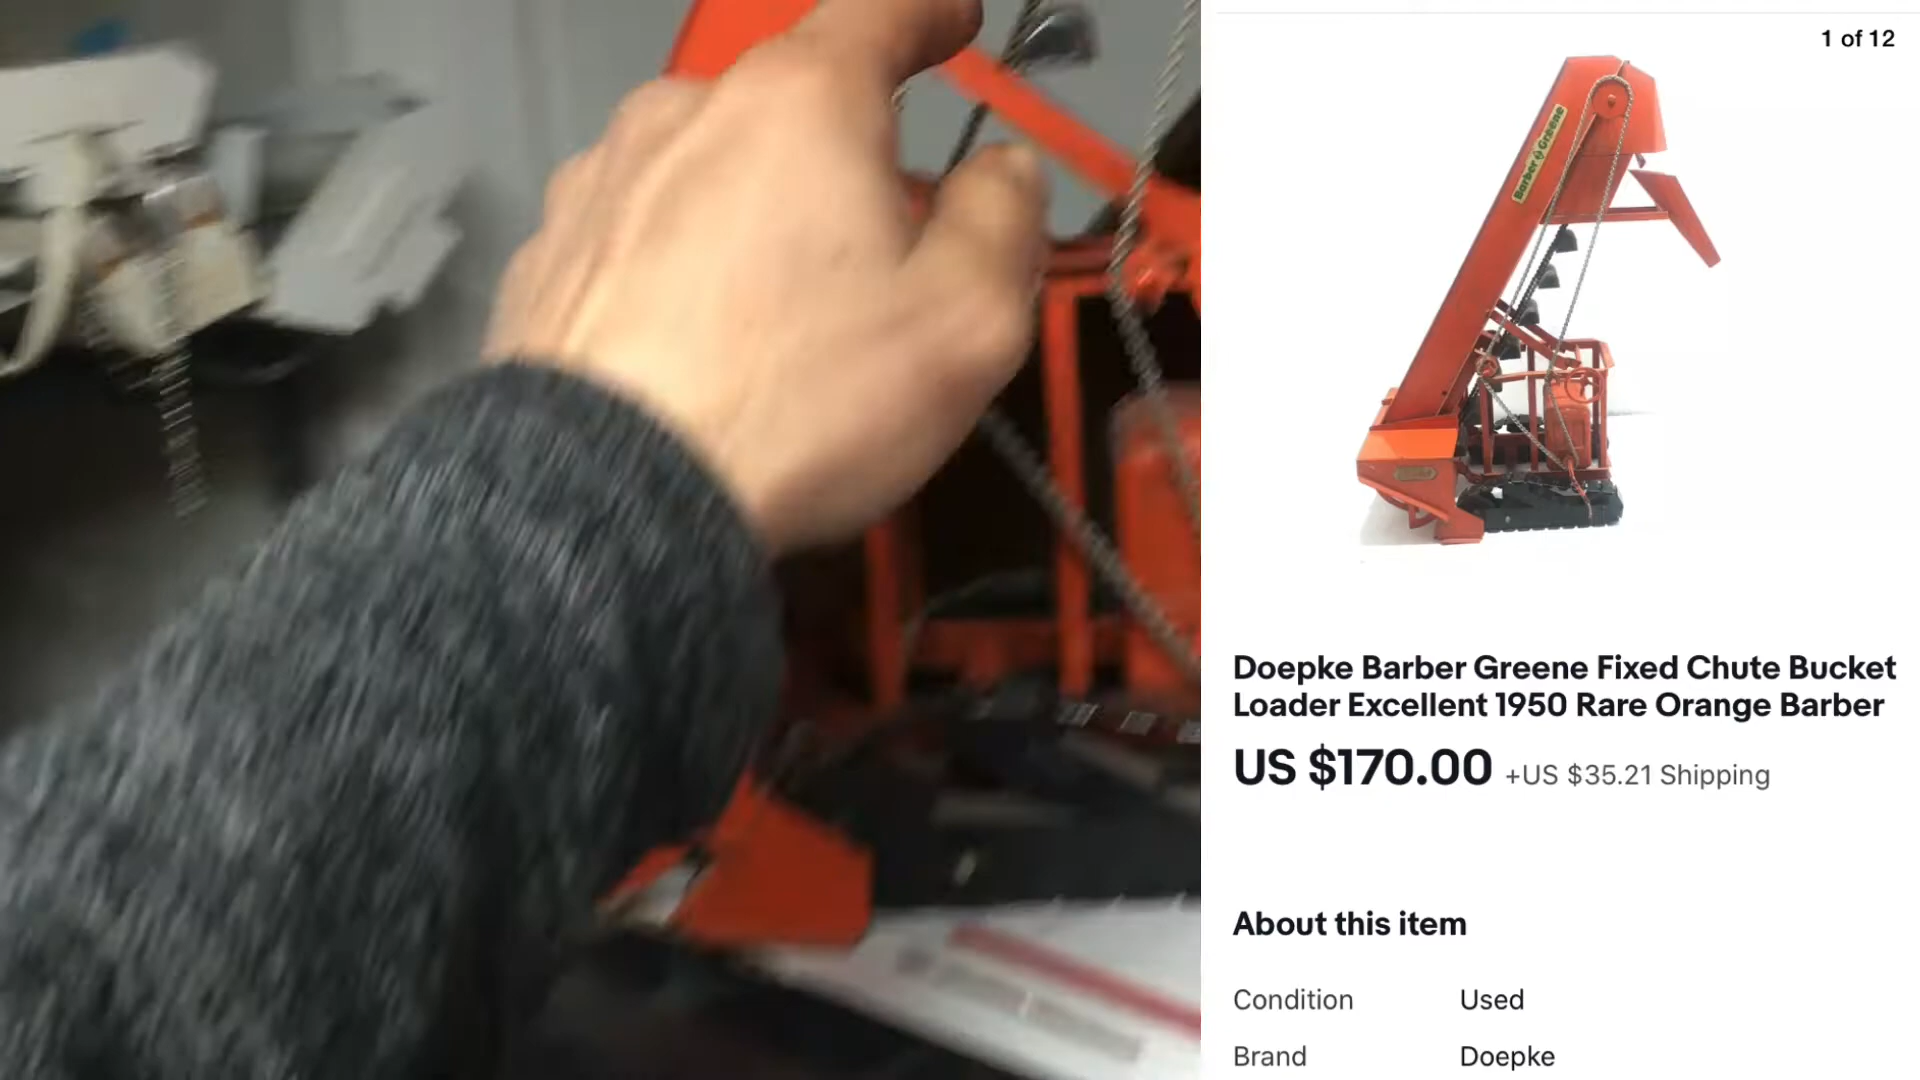 1 of 12
Barber Greene
Doepke Barber Greene Fixed Chute Bucket
Loader Excellent 1950 Rare Orange Barber
US $170.00 +US $35.21 Shipping
About this item
Condition Used
Brand Doepke